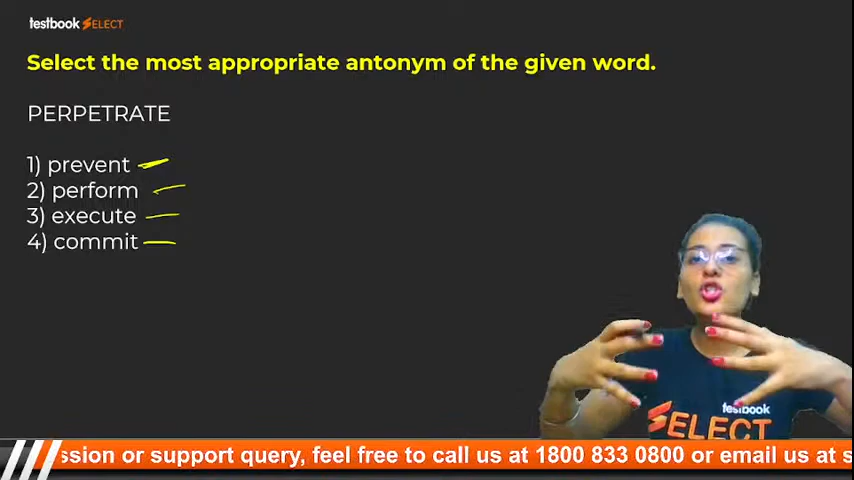 testbook SELECT
Select the most appropriate antonym of the given word.
PERPETRATE
1) prevent
2) perform
3) execute
4) commit
testbook
SELECT
ssion or support query, feel free to call us at 1800 833 0800 or email us at s